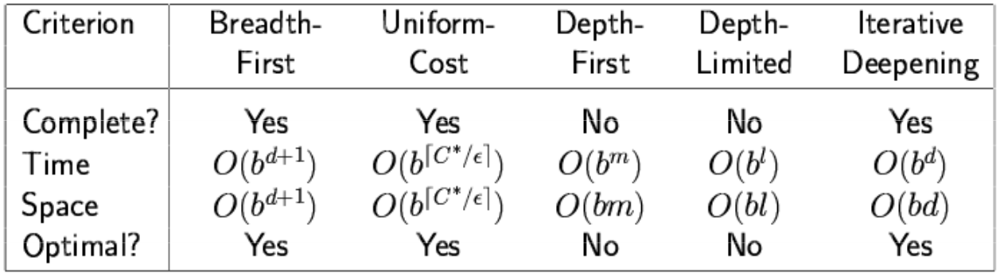 Criterion Breadth- Uniform- Depth- Depth- Iterative
First Cost First Limited Deepening
Complete? Yes Yes No No Yes
Time O(b^{d+1}) O(b^{⌈C*/ϵ⌉}) O(b^m) O(b^l) O(b^d)
Space O(b^{d+1}) O(b^{⌈C*/ϵ⌉}) O(bm) O(bl) O(bd)
Optimal? Yes Yes No No Yes